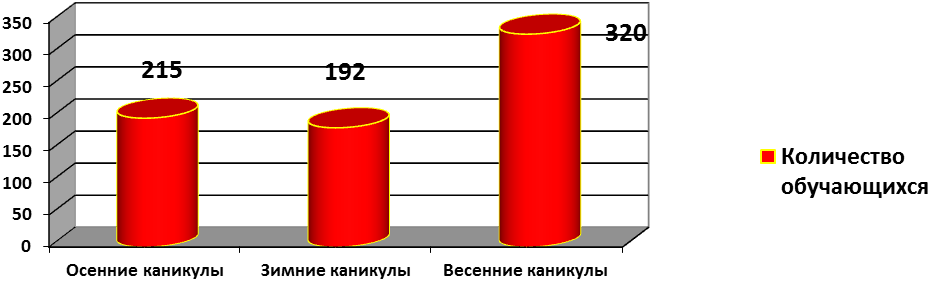 350
300
250
200
150
100
50
0
215
192
320
Осенние каникулы
Зимние каникулы
Весенние каникулы
Количество
обучающихся